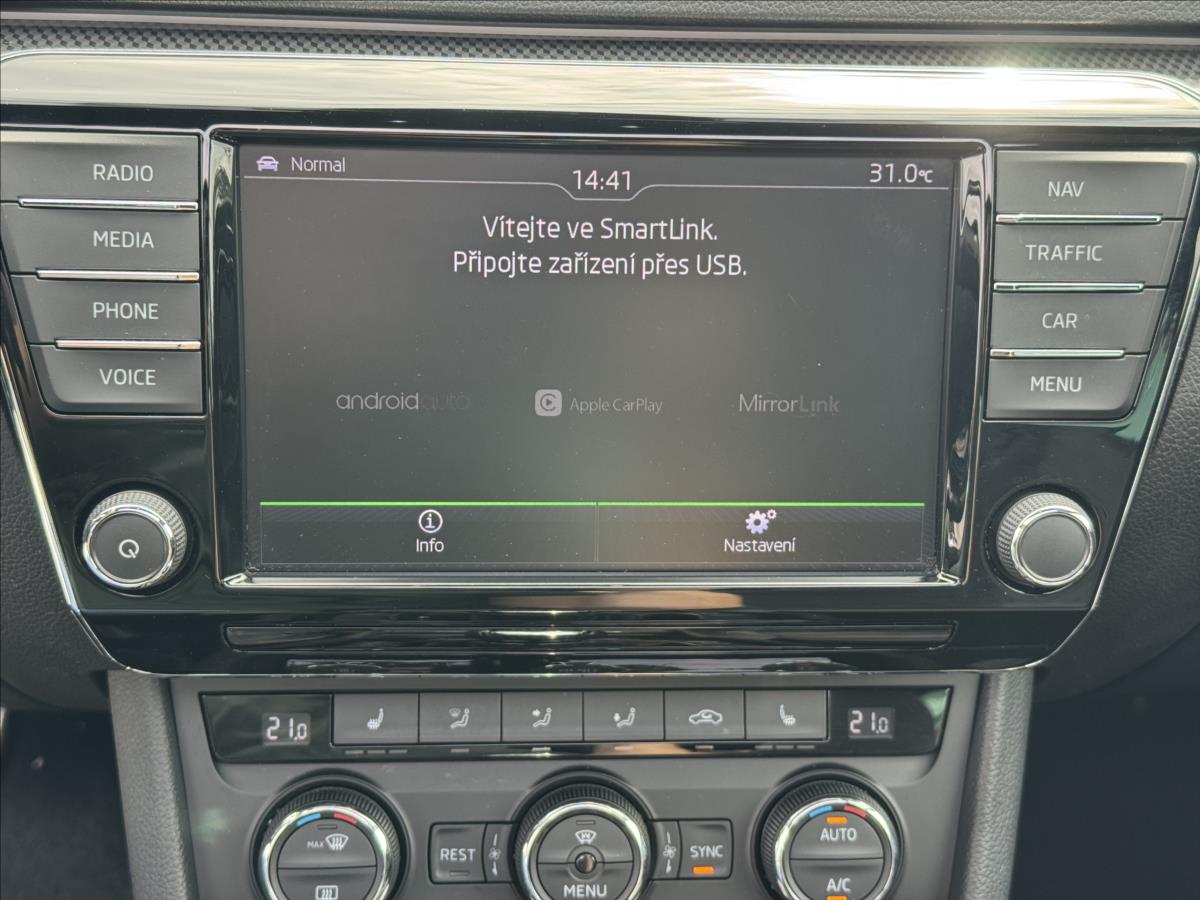 RADIO
MEDIA
PHONE
VOICE
Normal
14:41
31.0°C
Vítejte ve SmartLink.
Připojte zařízení přes USB.
androidauto
Apple CarPlay
MirrorLink
Info
Nastavení
NAV
TRAFFIC
CAR
MENU
21.0
21.0
MAX
REST
MENU
SYNC
AUTO
A/C